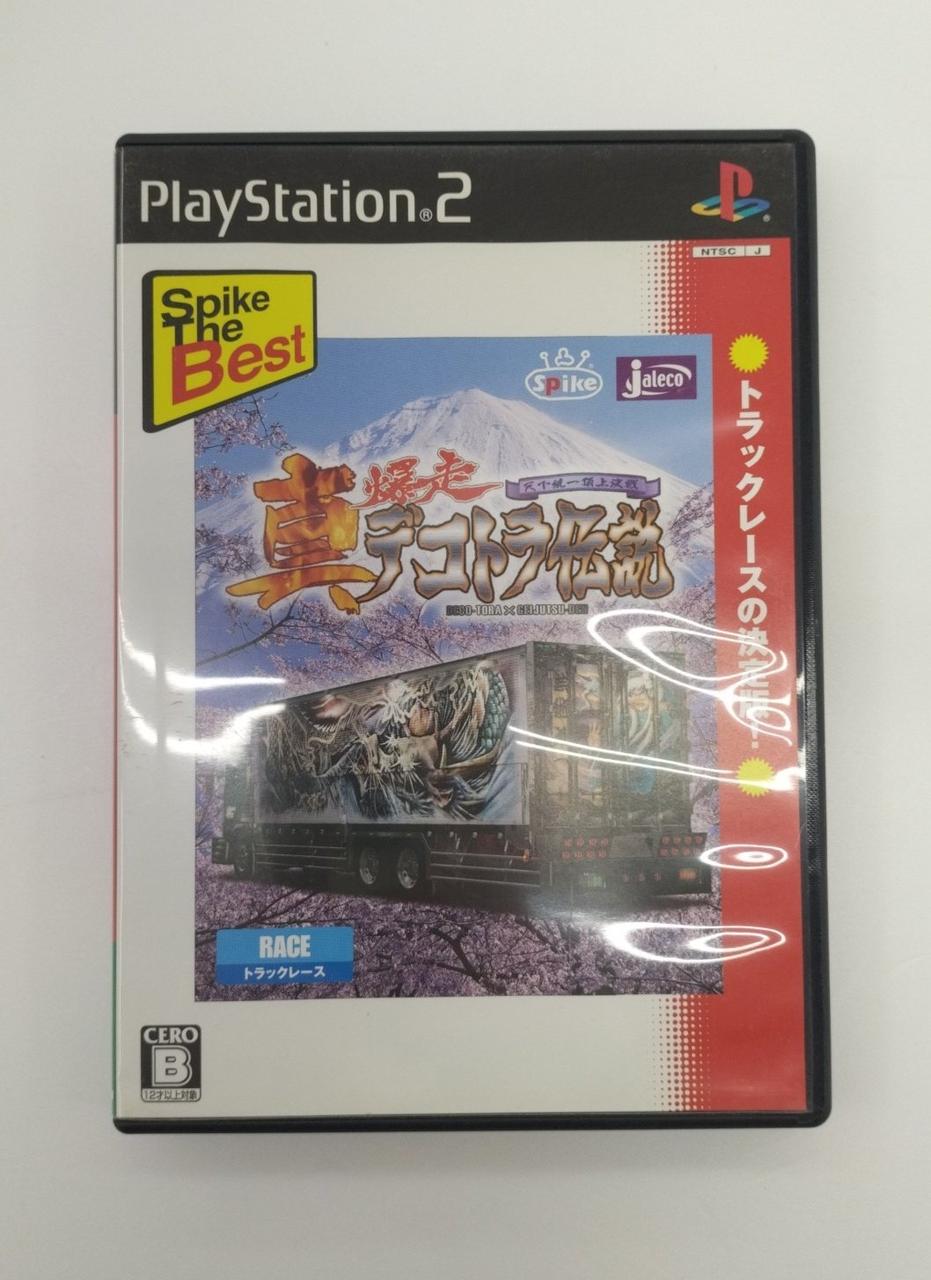 PlayStation®2
NTSC J
Spike
The
Best
Spike
jaleco
真 爆走
デコトラ伝説
天下統一頂上決戦
DECO-TORA×GEIJUTSU-DEN
トラックレースの決定版!
RACE
トラックレース
CERO
B
12才以上対象